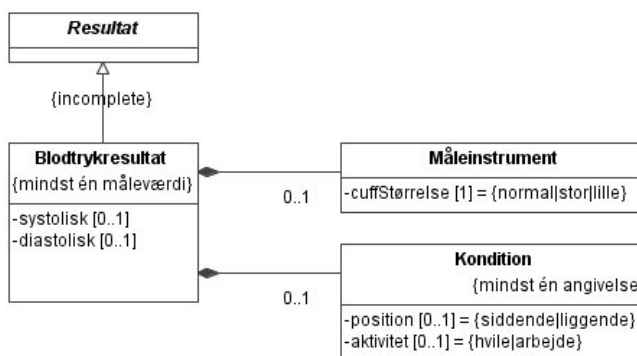 Resultat
{incomplete}
Blodtrykresultat
{mindst én måleværdi}
-systolisk [0..1]
-diastolisk [0..1]
Måleinstrument
-cuffStørrelse [1] = {normal|stor|lille}
0..1
Kondition
{mindst én angivelse
-position [0..1] = {siddende|liggende}
-aktivitet [0..1] = {hvile|arbejde}
0..1